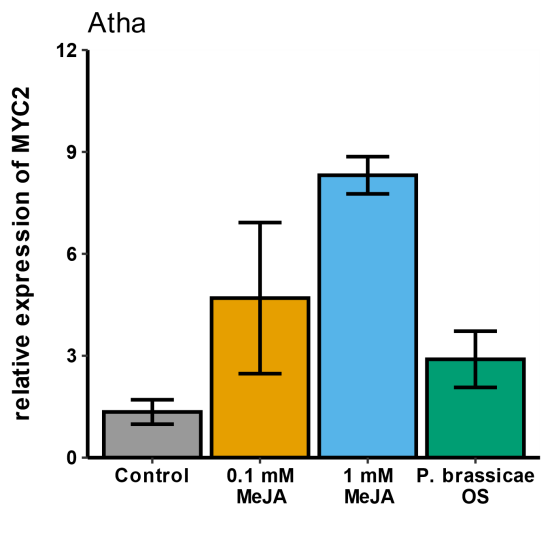 Atha
relative expression of MYC2
12
9
6
3
0
Control
0.1 mM
MeJA
1 mM
MeJA
P. brassicae
OS